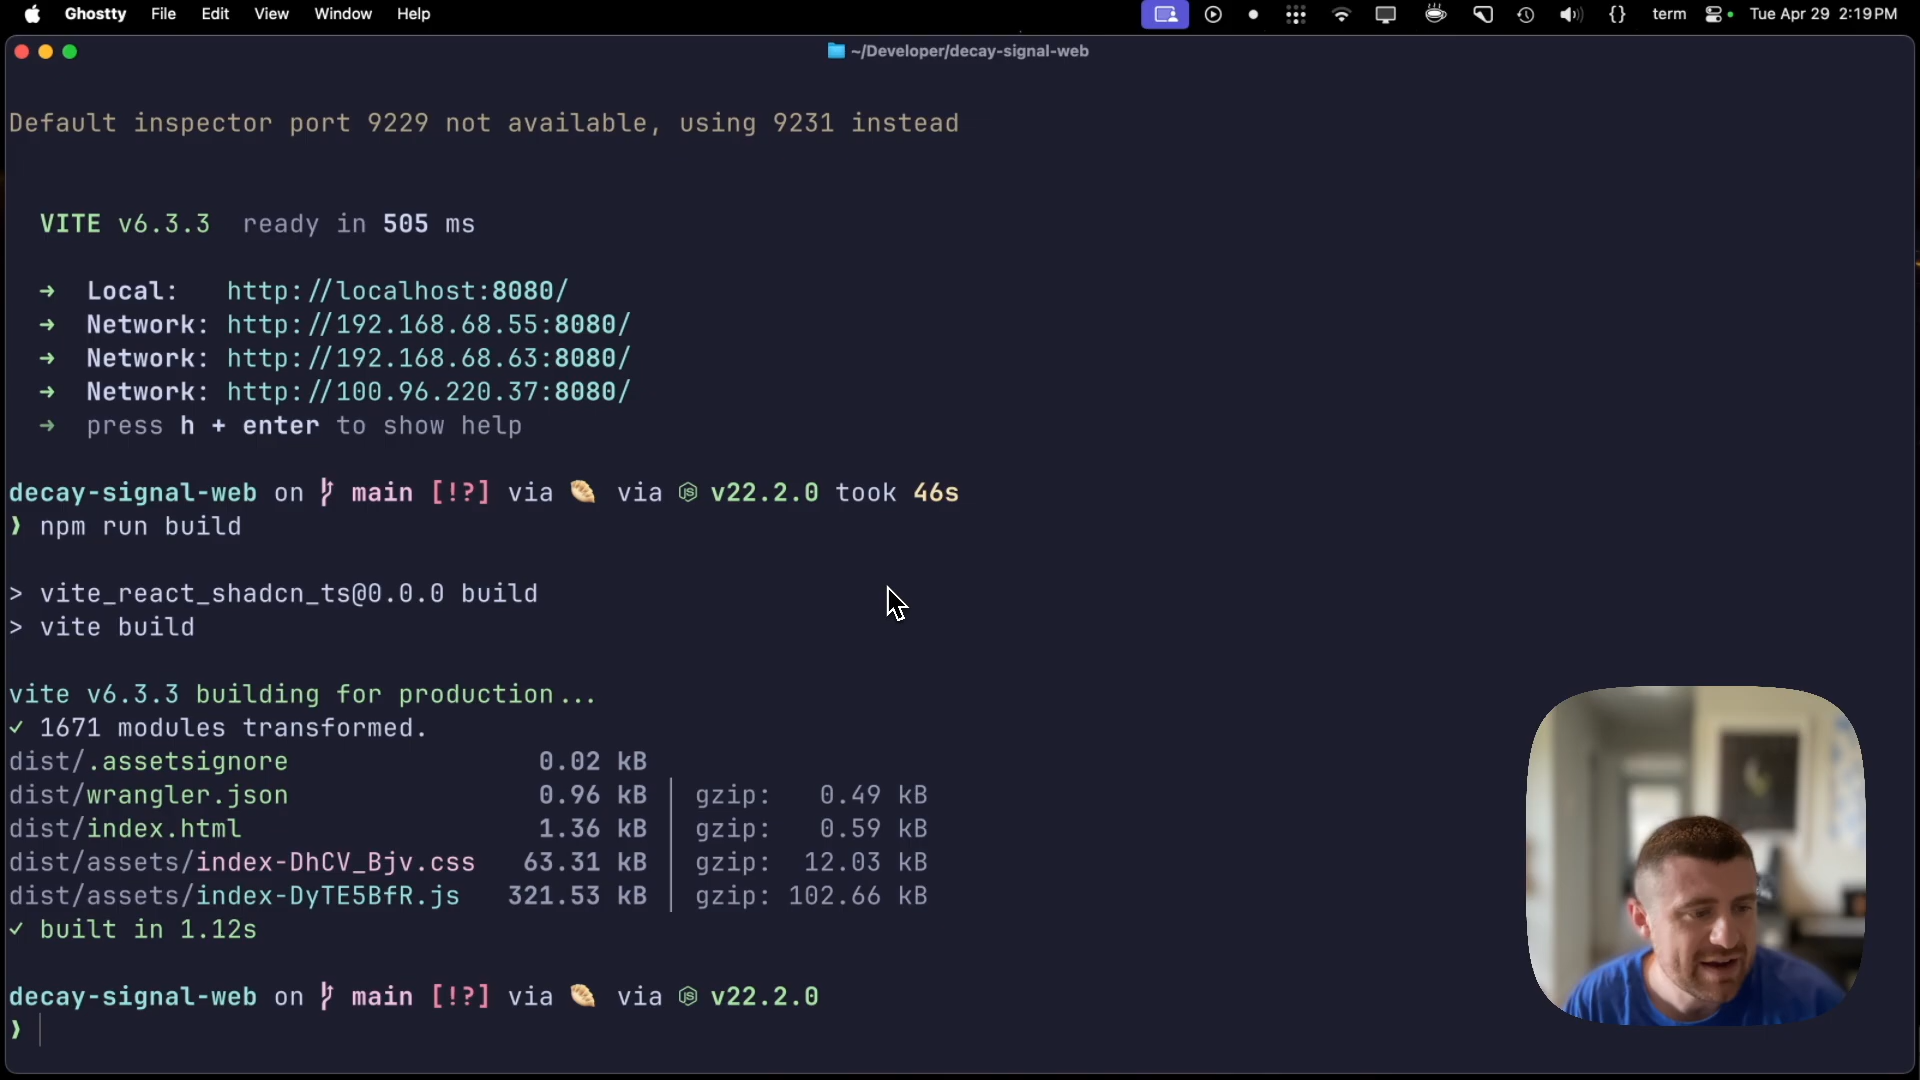 Ghostty File Edit View Window Help
{} term Tue Apr 29 2:19 PM
~/Developer/decay-signal-web
Default inspector port 9229 not available, using 9231 instead
VITE v6.3.3 ready in 505 ms
➜ Local: http://localhost:8080/
➜ Network: http://192.168.68.55:8080/
➜ Network: http://192.168.68.63:8080/
➜ Network: http://100.96.220.37:8080/
➜ press h + enter to show help
decay-signal-web on main [!?] via 🥟 via v22.2.0 took 46s
❯ npm run build
> vite_react_shadcn_ts@0.0.0 build
> vite build
vite v6.3.3 building for production...
✓ 1671 modules transformed.
dist/.assetsignore 0.02 kB
dist/wrangler.json 0.96 kB │ gzip: 0.49 kB
dist/index.html 1.36 kB │ gzip: 0.59 kB
dist/assets/index-DhCV_Bjv.css 63.31 kB │ gzip: 12.03 kB
dist/assets/index-DyTE5BfR.js 321.53 kB │ gzip: 102.66 kB
✓ built in 1.12s
decay-signal-web on main [!?] via 🥟 via v22.2.0
❯